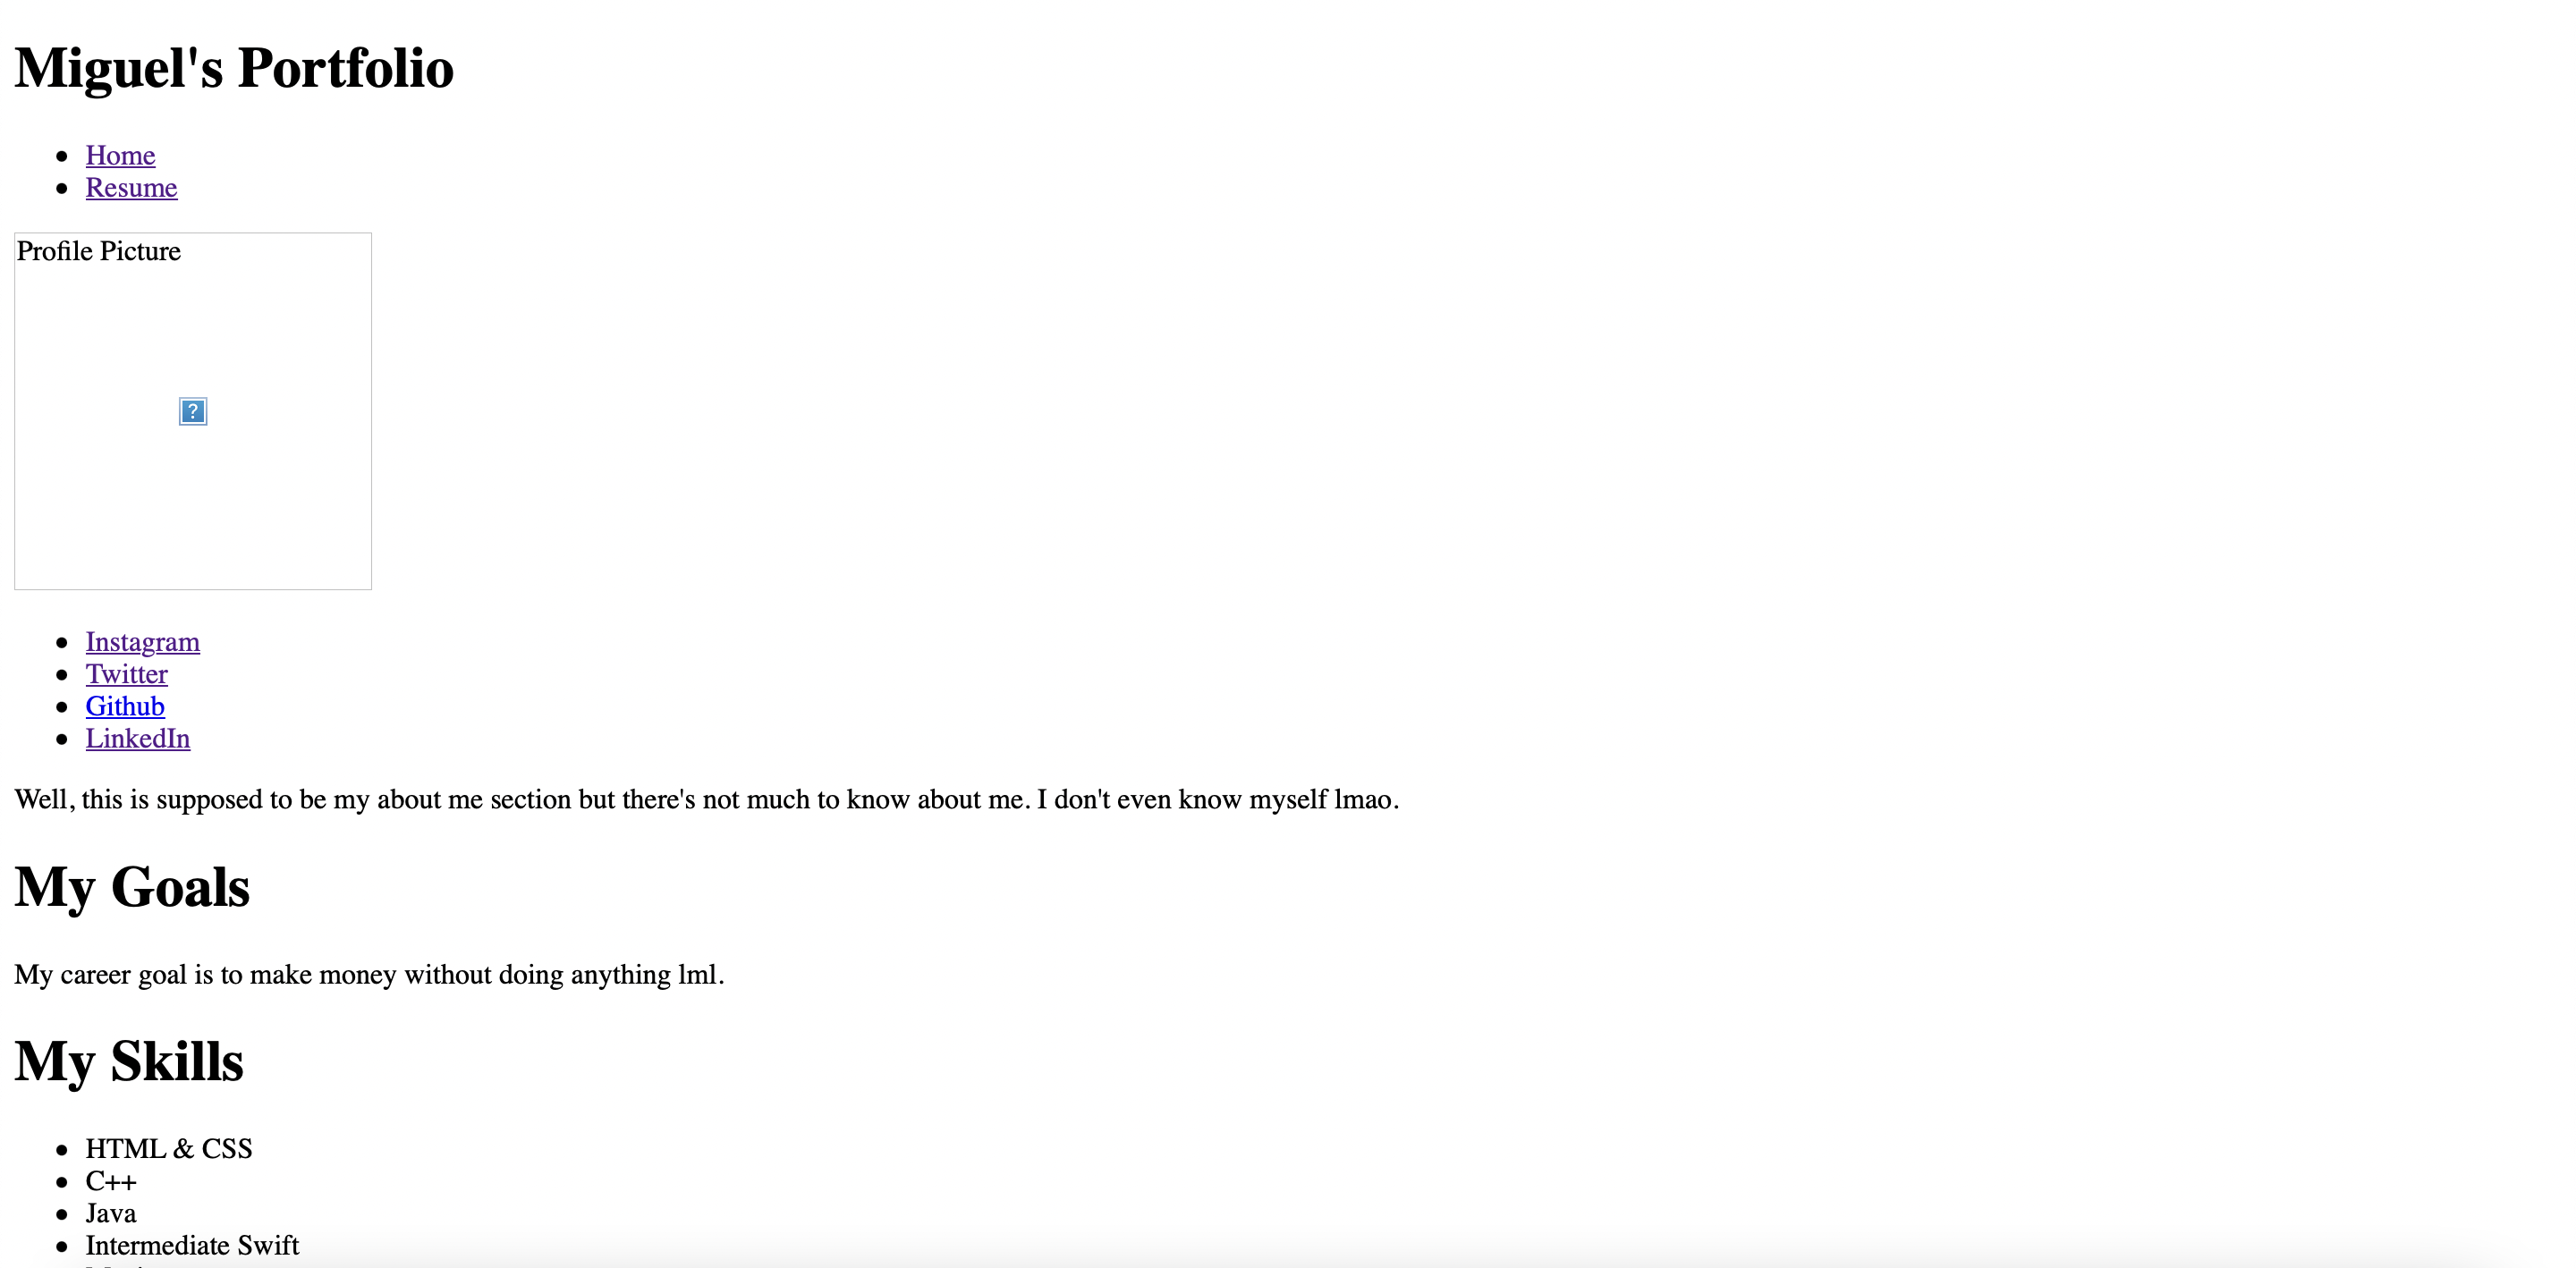 Miguel's Portfolio
Home
Resume
Profile Picture
?
Instagram
Twitter
Github
LinkedIn
Well, this is supposed to be my about me section but there's not much to know about me. I don't even know myself lmao.
My Goals
My career goal is to make money without doing anything lml.
My Skills
HTML & CSS
C++
Java
Intermediate Swift